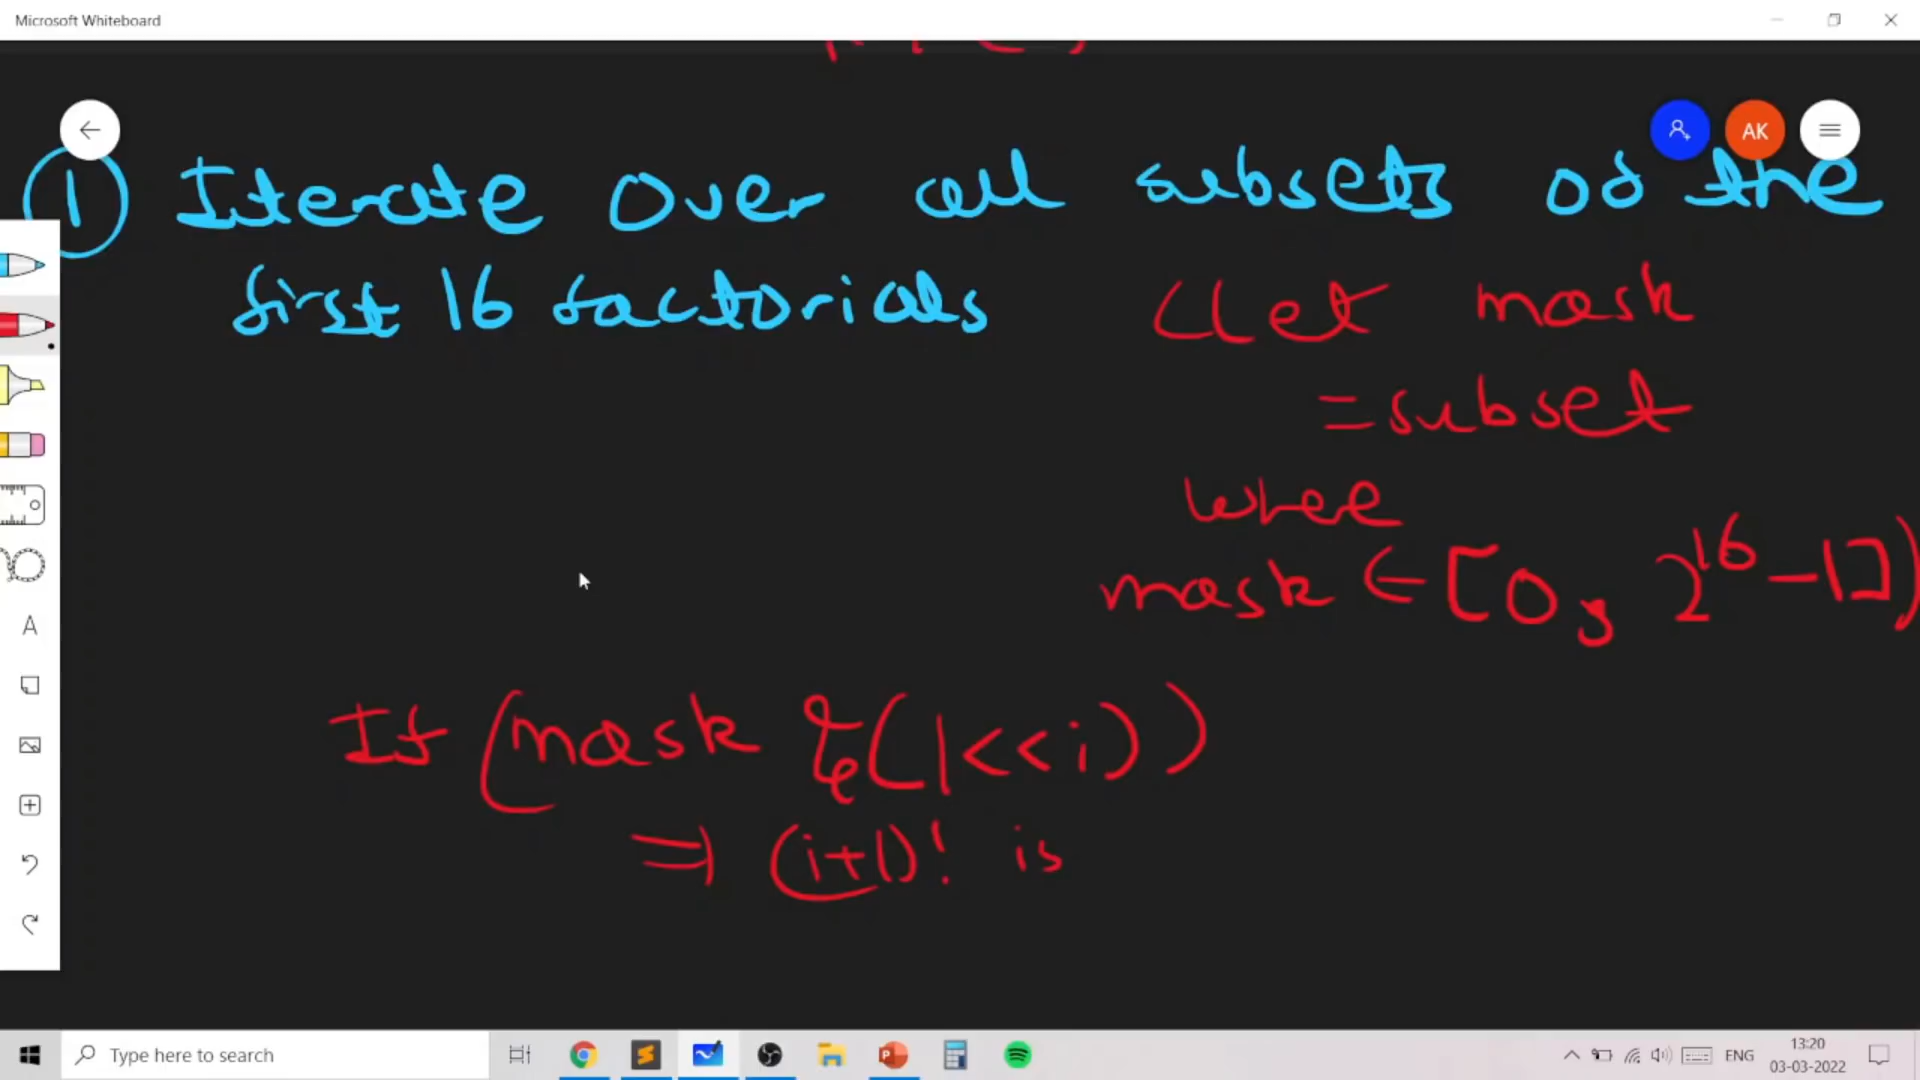 Microsoft Whiteboard
AK
① Iterate over all subsets of the
first 16 factorials
(let mask
= subset
where
mask ∈ [0, 2^16 - 1])
If (mask & (1<<i))
=> (i+1)! is
A
Type here to search
ENG
13:20
03-03-2022